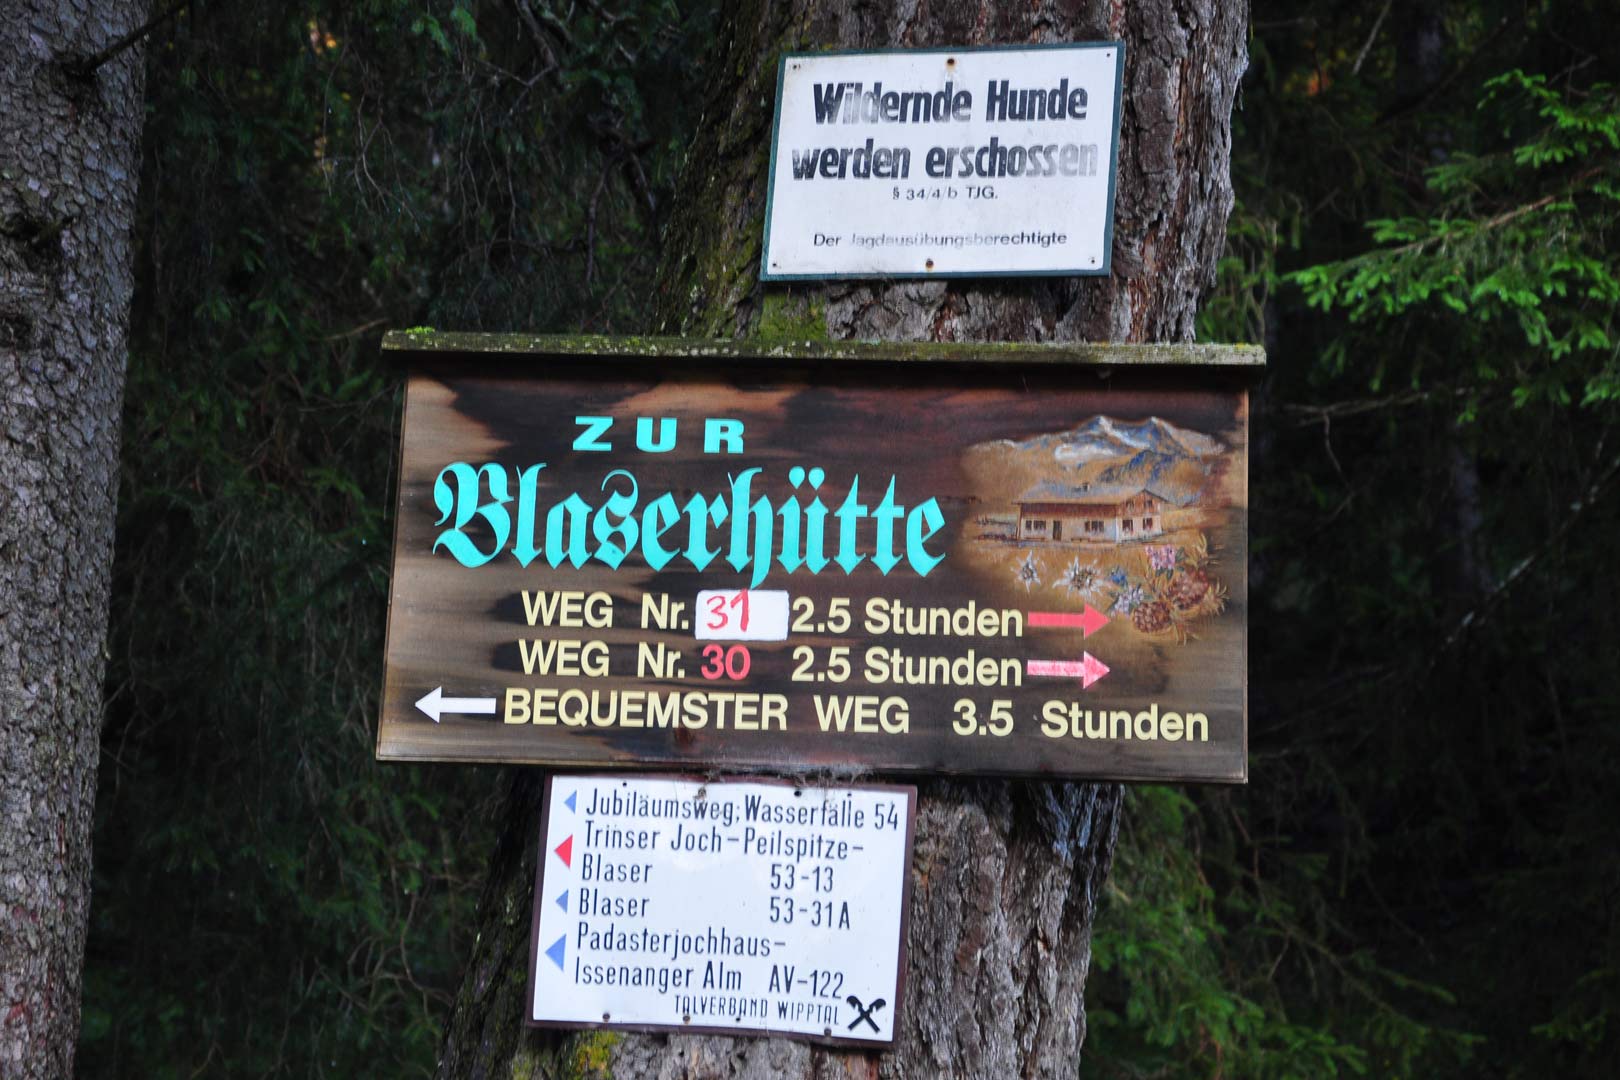 Wildernde Hunde
werden erschossen
§ 34/4/b TJG.
Der Jagdausübungsberechtigte
ZUR
Blaserhütte
WEG Nr. 31 2.5 Stunden
WEG Nr. 30 2.5 Stunden
BEQUEMSTER WEG 3.5 Stunden
Jubiläumsweg; Wasserfälle 54
Trinser Joch-Peilspitze-
Blaser 53-13
Blaser 53-31A
Padasterjochhaus-
Issenanger Alm AV-122
TALVERBAND WIPPTAL